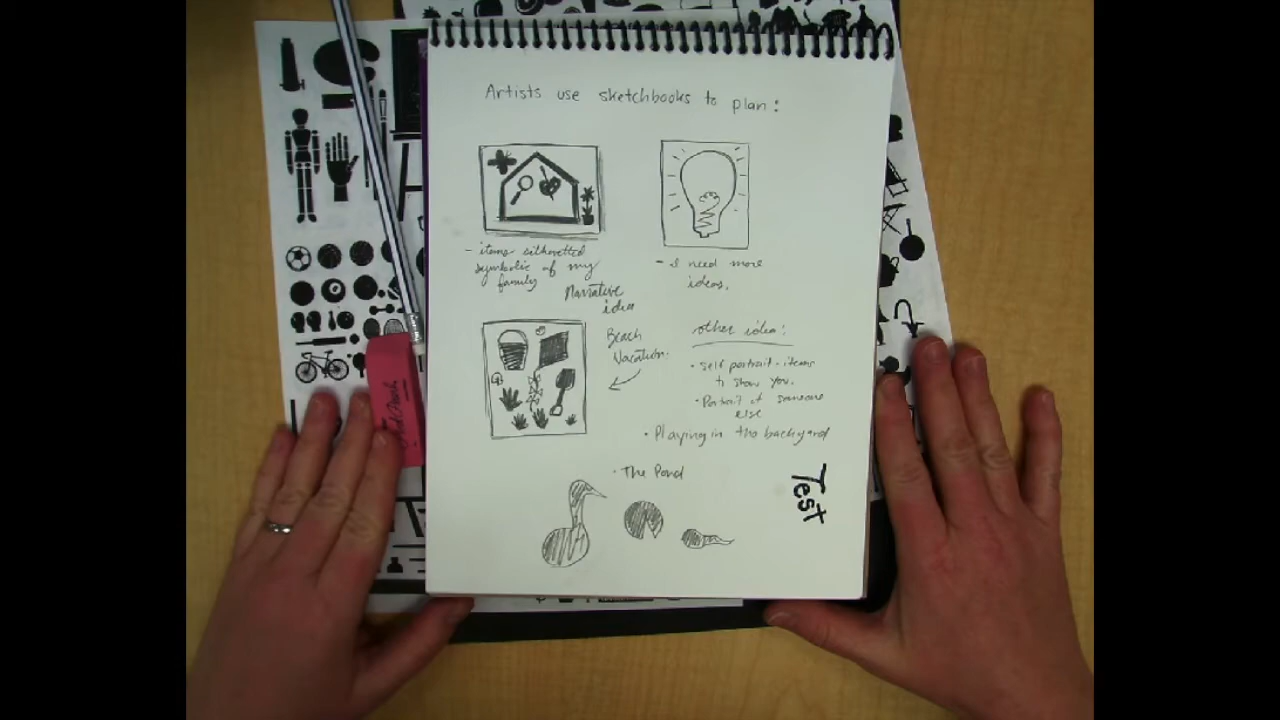 Artists use sketchbooks to plan:
- items silhouetted
symbolic of my
family
- I need more
ideas.
Narrative
idea
Beach
Vacation.
other idea:
• Self portrait - items
to show you.
• Portrait of someone
else
• Playing in the backyard
• The Pond
Test